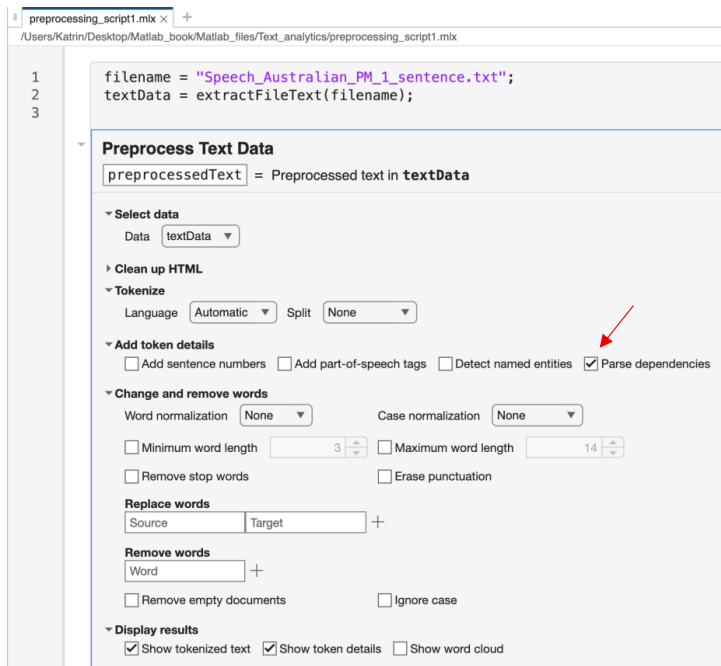 preprocessing_script1.mlx × +
/Users/Katrin/Desktop/Matlab_book/Matlab_files/Text_analytics/preprocessing_script1.mlx
1 filename = "Speech_Australian_PM_1_sentence.txt";
2 textData = extractFileText(filename);
3
Preprocess Text Data
preprocessedText = Preprocessed text in textData
Select data
Data textData
Clean up HTML
Tokenize
Language Automatic Split None
Add token details
Add sentence numbers Add part-of-speech tags Detect named entities Parse dependencies
Change and remove words
Word normalization None Case normalization None
Minimum word length 3 Maximum word length 14
Remove stop words Erase punctuation
Replace words
Source Target +
Remove words
Word +
Remove empty documents Ignore case
Display results
Show tokenized text Show token details Show word cloud